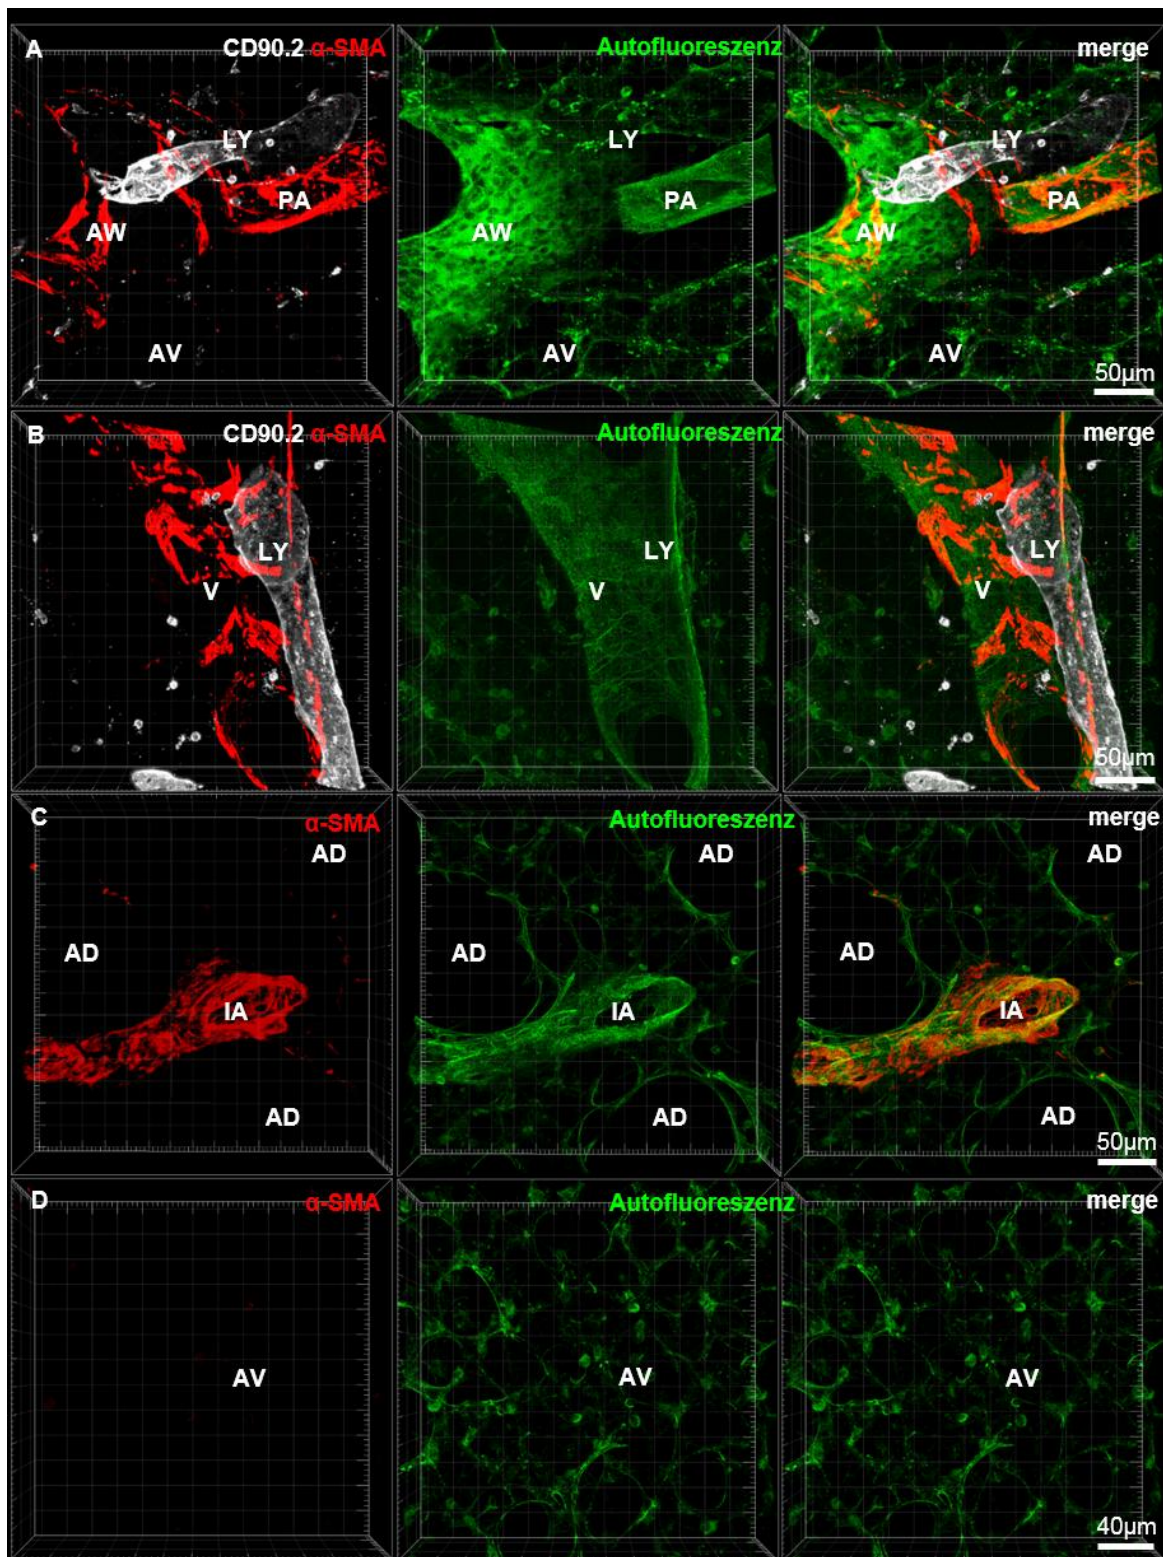 A CD90.2 α-SMA Autofluoreszenz merge
LY LY LY
PA PA PA
AW AW AW
AV AV AV
50µm
B CD90.2 α-SMA Autofluoreszenz merge
LY LY LY
V V V
50µm
C α-SMA Autofluoreszenz merge
AD AD AD
AD AD AD
IA IA IA
AD AD AD
50µm
D α-SMA Autofluoreszenz merge
AV AV AV
40µm